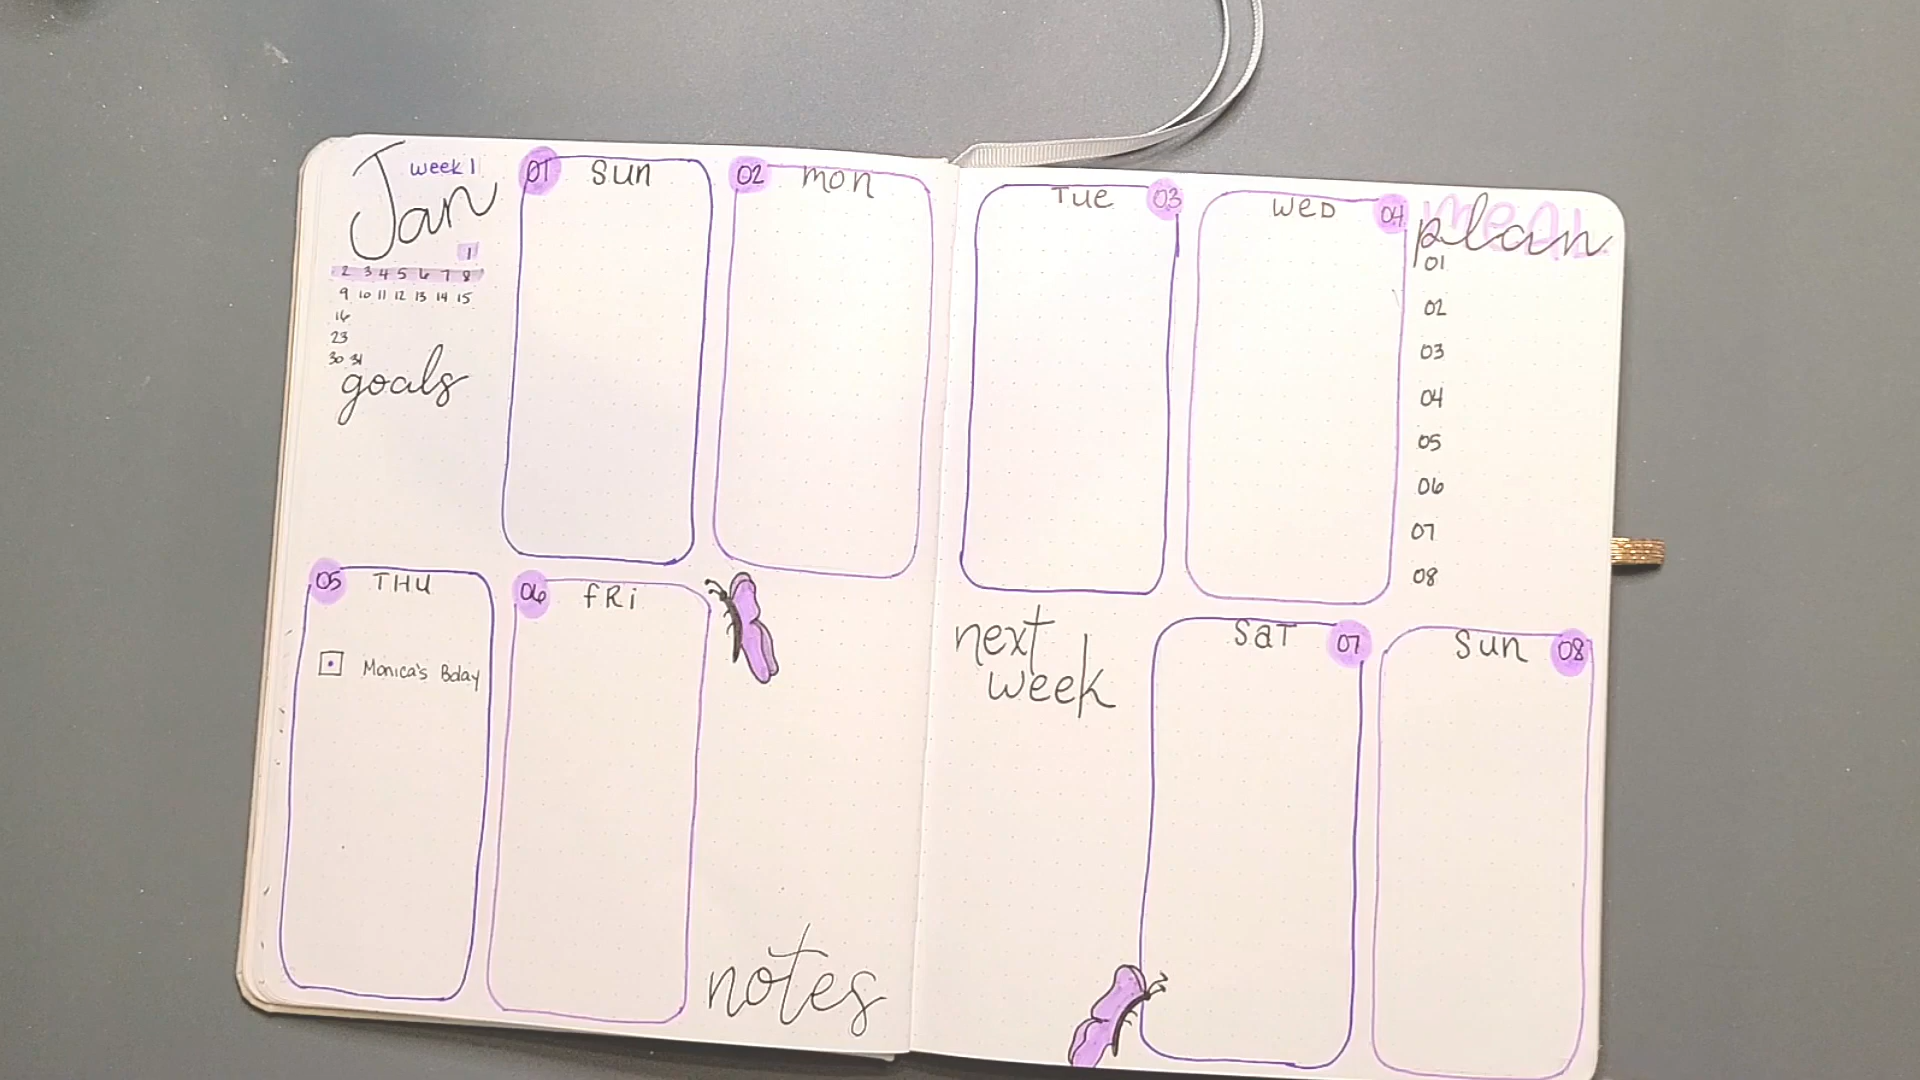 week 1
Jan
1
2 3 4 5 6 7 8
9 10 11 12 13 14 15
16
23
30 31
goals
01 Sun
02 mon
Tue 03
WeD 04
meal
plan
01
02
03
04
05
06
07
08
05 THU
Monica's Bday
06 fRi
notes
next
week
SaT 07
Sun 08